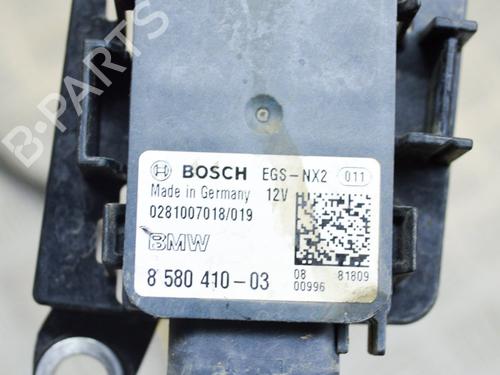 B-PARTS
BOSCH EGS-NX2 011
Made in Germany 12V
0281007018/019
BMW
8 580 410-03
08 81809
00996